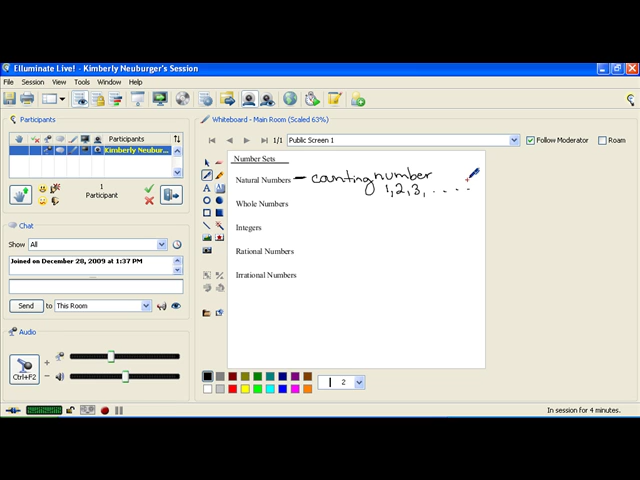 Elluminate Live! - Kimberly Neuburger's Session
File Session View Tools Window Help
Participants
Participants
Kimberly Neubur...
1
Participant
Chat
Show All
Joined on December 28, 2009 at 1:37 PM
Send to This Room
Audio
Ctrl+F2
Whiteboard - Main Room (Scaled 63%)
1/1 Public Screen 1 Follow Moderator Roam
Number Sets
Natural Numbers — counting number
1, 2, 3, . . . .
Whole Numbers
Integers
Rational Numbers
Irrational Numbers
2
In session for 4 minutes.